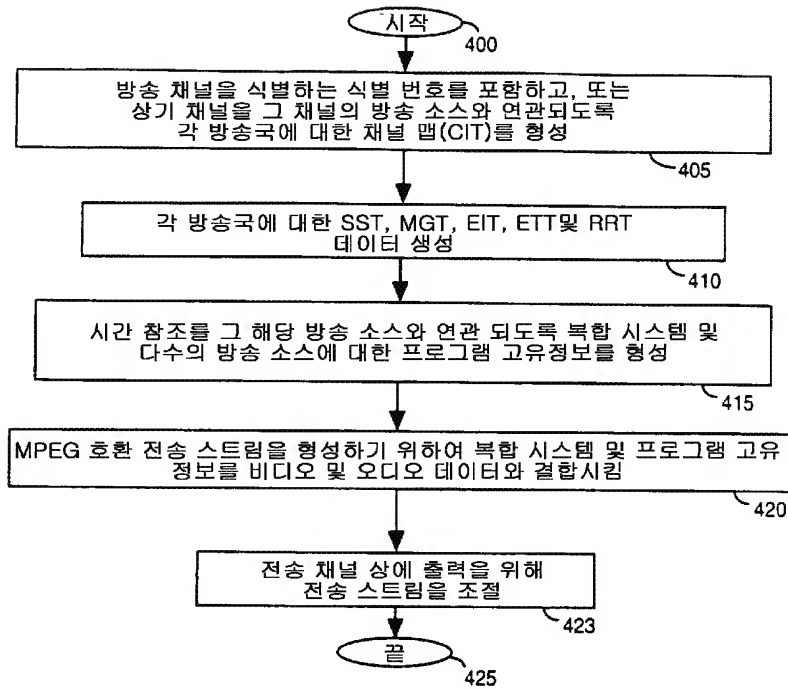 시작
400
방송 채널을 식별하는 식별 번호를 포함하고, 또는
상기 채널을 그 채널의 방송 소스와 연관되도록
각 방송국에 대한 채널 맵(CIT)를 형성
405
각 방송국에 대한 SST, MGT, EIT, ETT및 RRT
데이터 생성
410
시간 참조를 그 해당 방송 소스와 연관 되도록 복합 시스템 및
다수의 방송 소스에 대한 프로그램 고유정보를 형성
415
MPEG 호환 전송 스트림을 형성하기 위하여 복합 시스템 및 프로그램 고유
정보를 비디오 및 오디오 데이터와 결합시킴
420
전송 채널 상에 출력을 위해
전송 스트림을 조절
423
끝
425